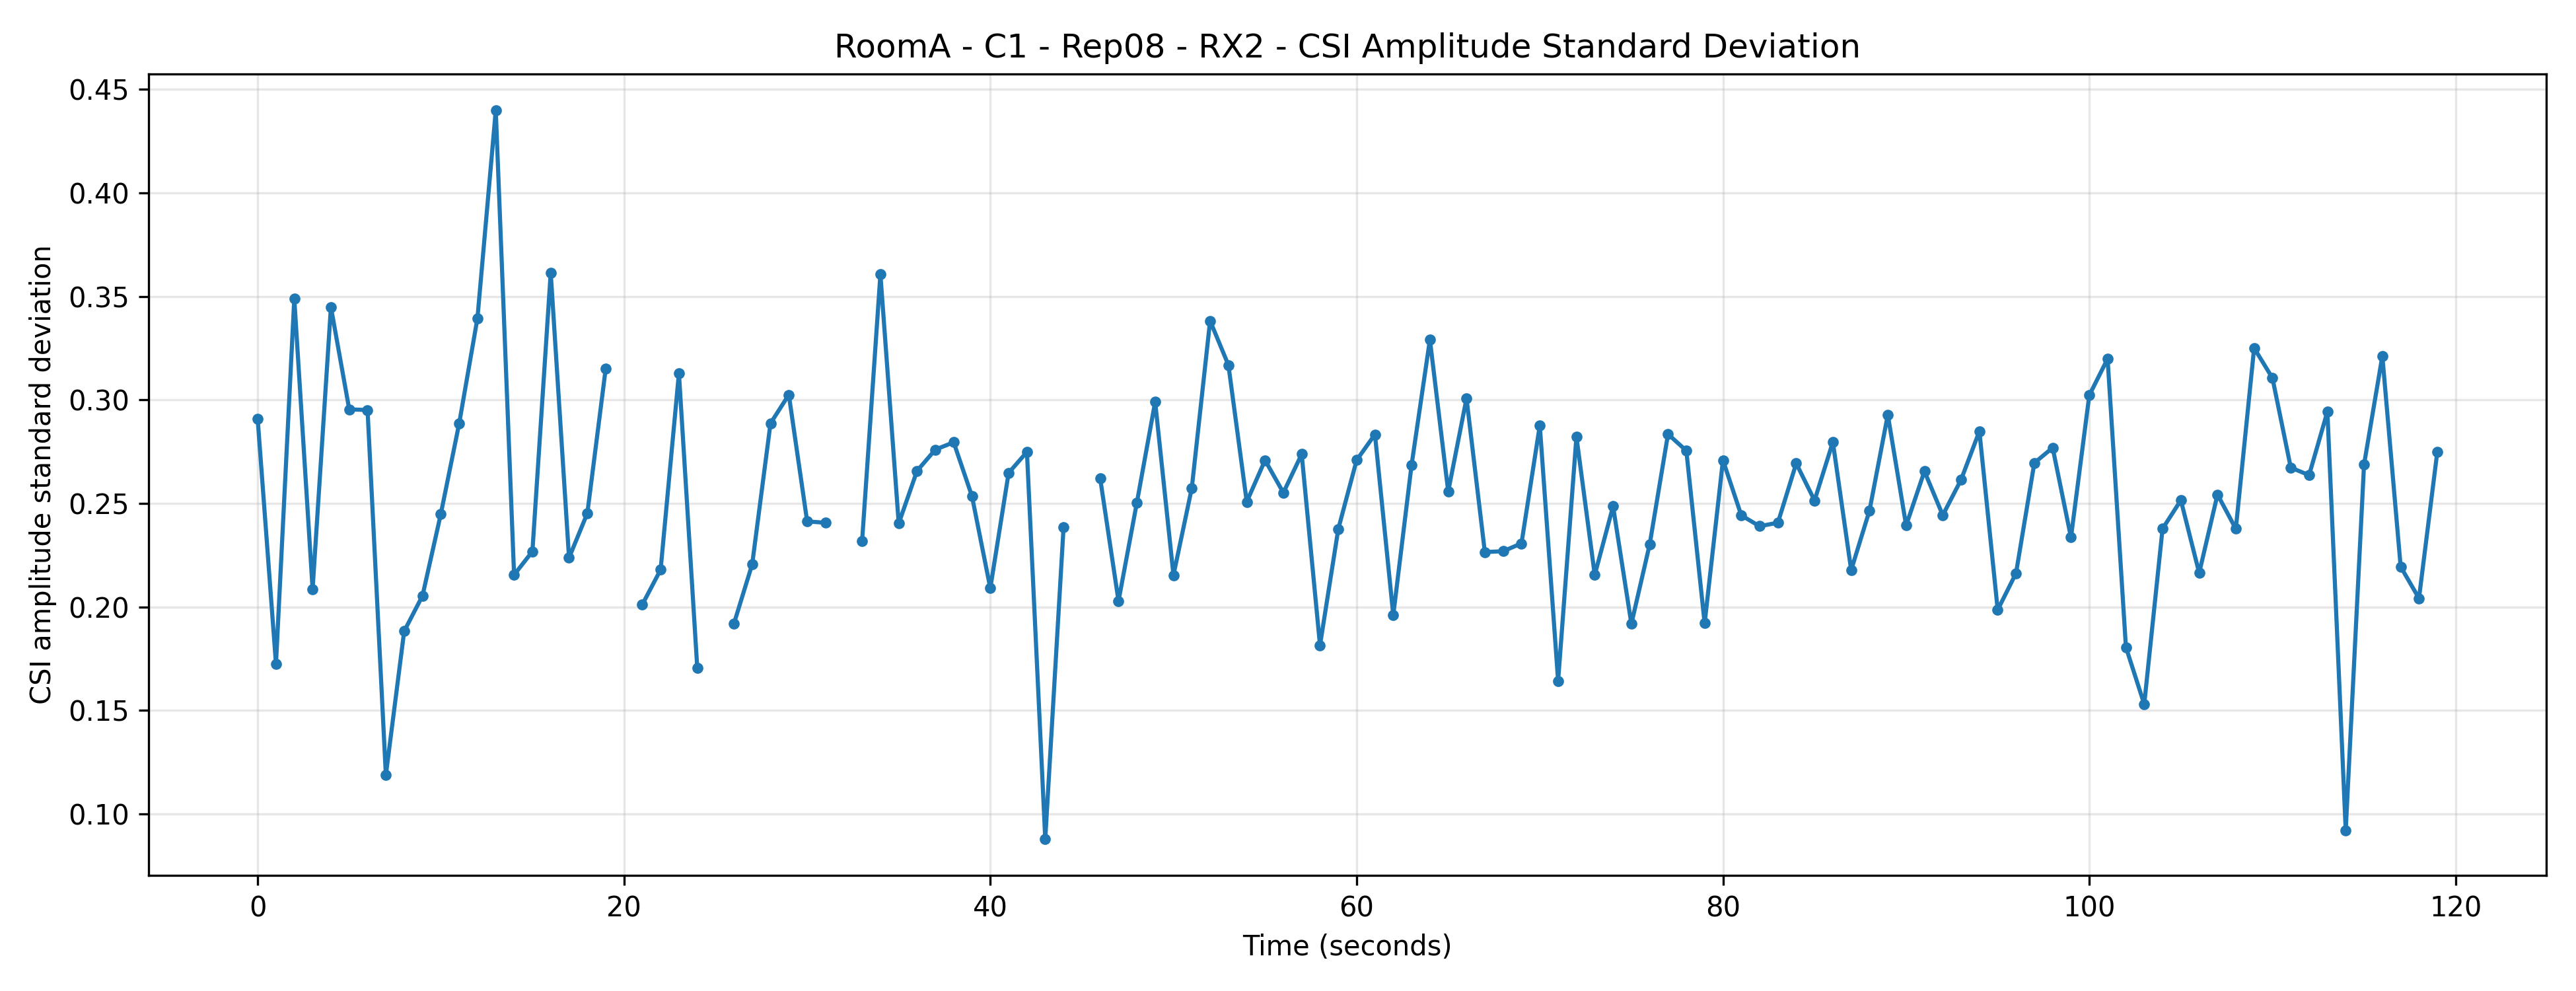 RoomA - C1 - Rep08 - RX2 - CSI Amplitude Standard Deviation
CSI amplitude standard deviation
0.45
0.40
0.35
0.30
0.25
0.20
0.15
0.10
0 20 40 60 80 100 120
Time (seconds)